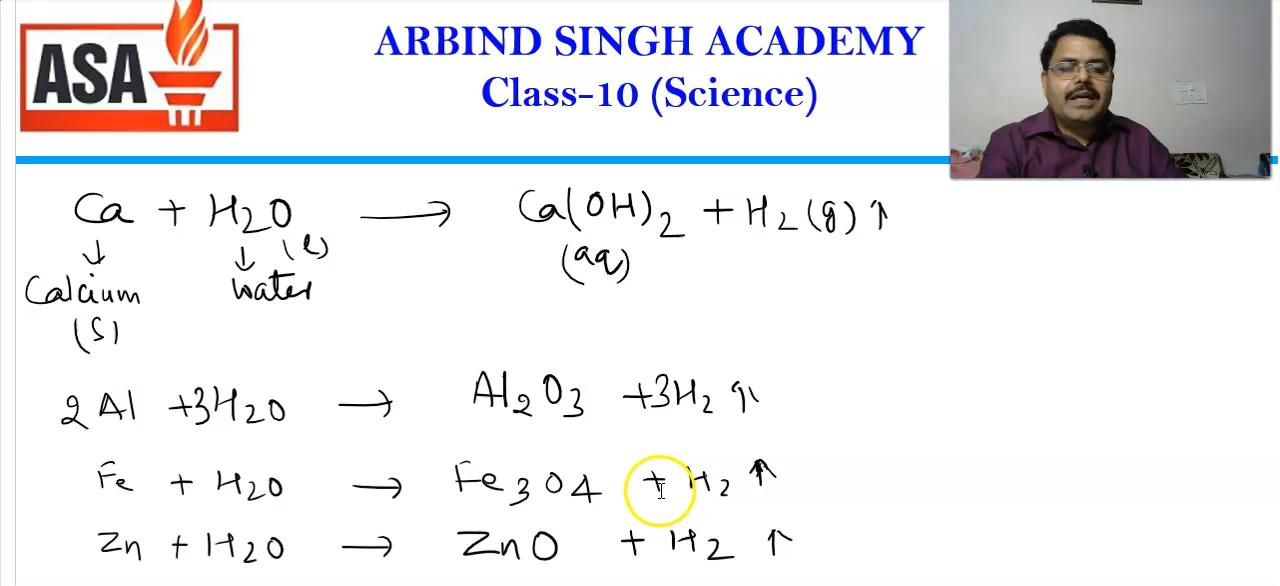 ASA
ARBIND SINGH ACADEMY
Class-10 (Science)
Ca + H2O (l) → Ca(OH)2 (aq) + H2(g) ↑
↓ ↓
Calcium water
(S)
2Al + 3H2O → Al2O3 + 3H2 ↑
Fe + H2O → Fe3O4 + H2 ↑
Zn + H2O → ZnO + H2 ↑